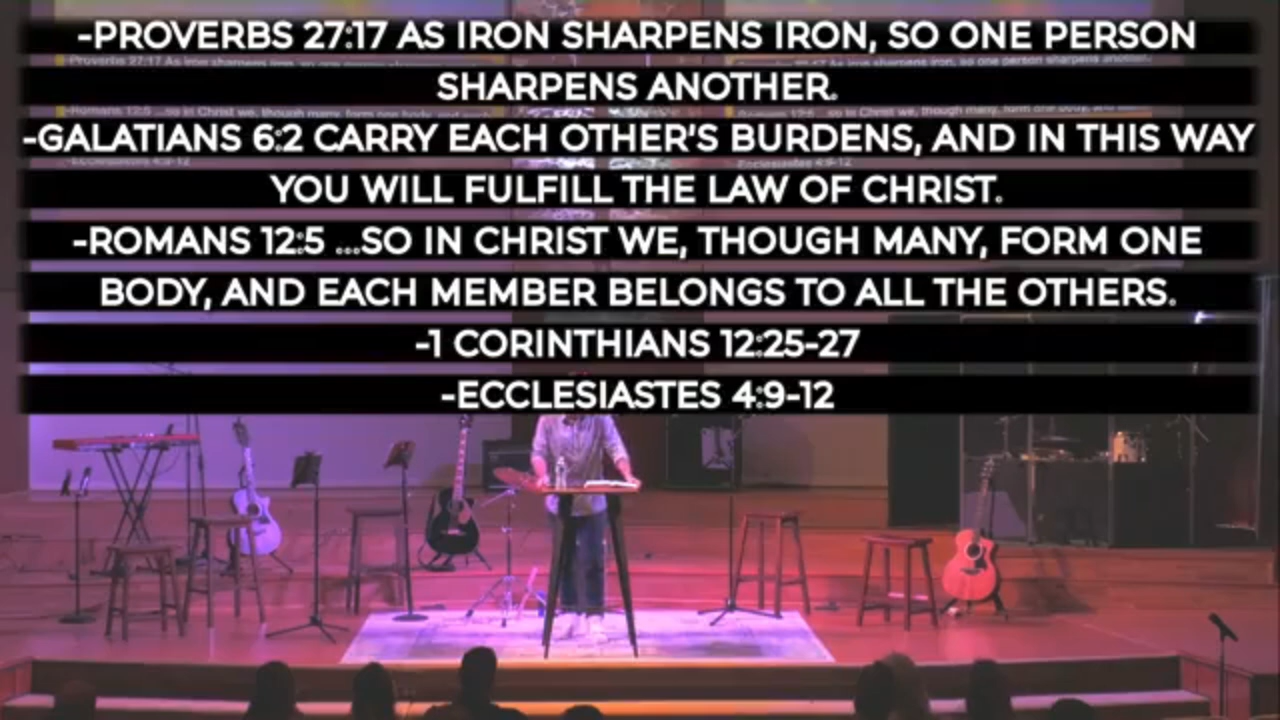 -PROVERBS 27:17 AS IRON SHARPENS IRON, SO ONE PERSON
SHARPENS ANOTHER.
-GALATIANS 6:2 CARRY EACH OTHER'S BURDENS, AND IN THIS WAY
YOU WILL FULFILL THE LAW OF CHRIST.
-ROMANS 12:5 ...SO IN CHRIST WE, THOUGH MANY, FORM ONE
BODY, AND EACH MEMBER BELONGS TO ALL THE OTHERS.
-1 CORINTHIANS 12:25-27
-ECCLESIASTES 4:9-12